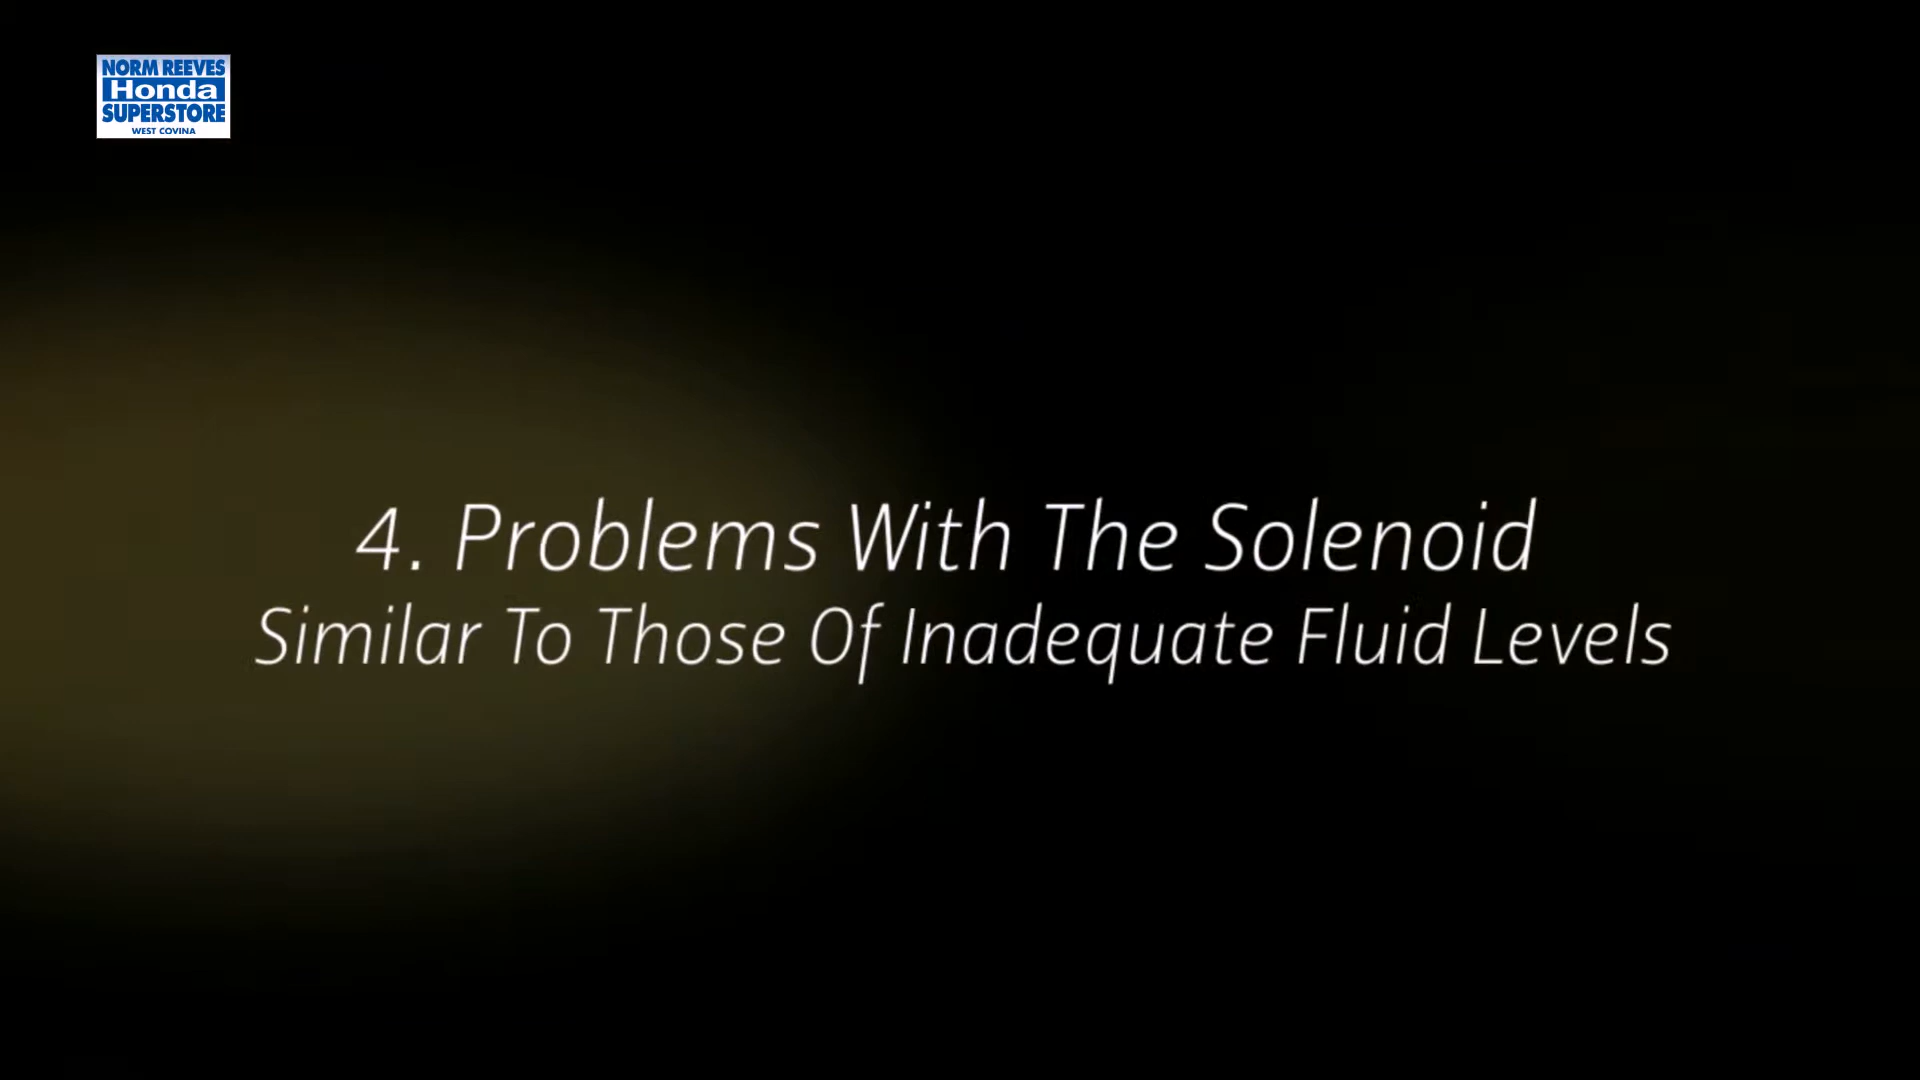 NORM REEVES
Honda
SUPERSTORE
WEST COVINA
4. Problems With The Solenoid
Similar To Those Of Inadequate Fluid Levels